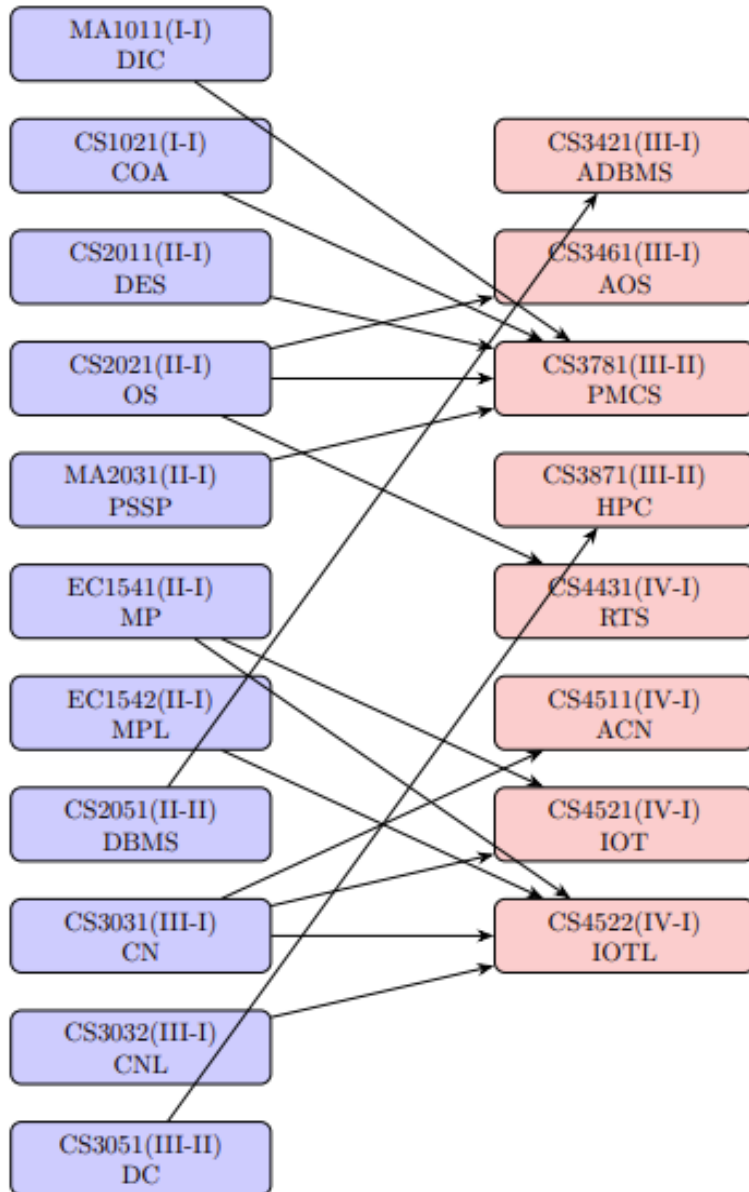 MA1011(I-I)
DIC
CS1021(I-I)
COA
CS2011(II-I)
DES
CS2021(II-I)
OS
MA2031(II-I)
PSSP
EC1541(II-I)
MP
EC1542(II-I)
MPL
CS2051(II-II)
DBMS
CS3031(III-I)
CN
CS3032(III-I)
CNL
CS3051(III-II)
DC
CS3421(III-I)
ADBMS
CS3461(III-I)
AOS
CS3781(III-II)
PMCS
CS3871(III-II)
HPC
CS4431(IV-I)
RTS
CS4511(IV-I)
ACN
CS4521(IV-I)
IOT
CS4522(IV-I)
IOTL